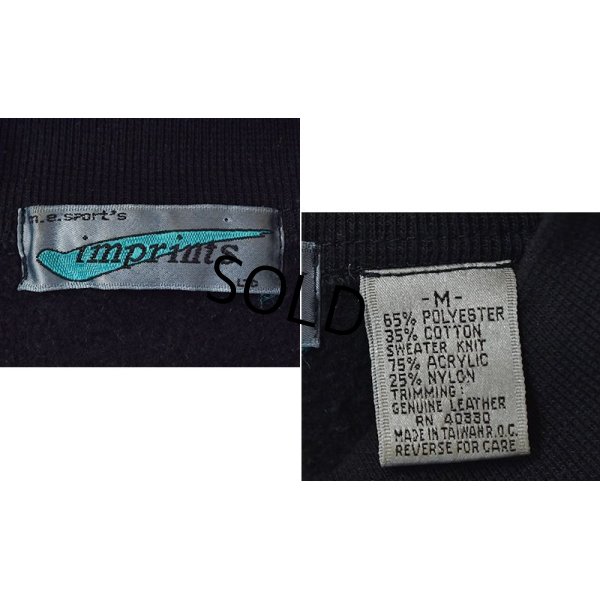 n.e.sport's
imprints
SOLD
-M-
65% POLYESTER
35% COTTON
SWEATER KNIT
75% ACRYLIC
25% NYLON
TRIMMING:
GENUINE LEATHER
RN 40330
MADE IN TAIWAN R.O.C.
REVERSE FOR CARE